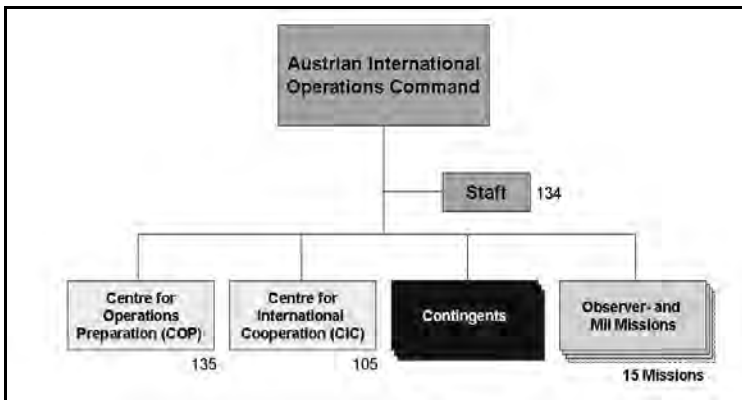 Austrian International
Operations Command
Staff
134
Centre for
Operations
Preparation (COP)
135
Centre for
International
Cooperation (CIC)
105
Contingents
Observer- and
Mil Missions
15 Missions